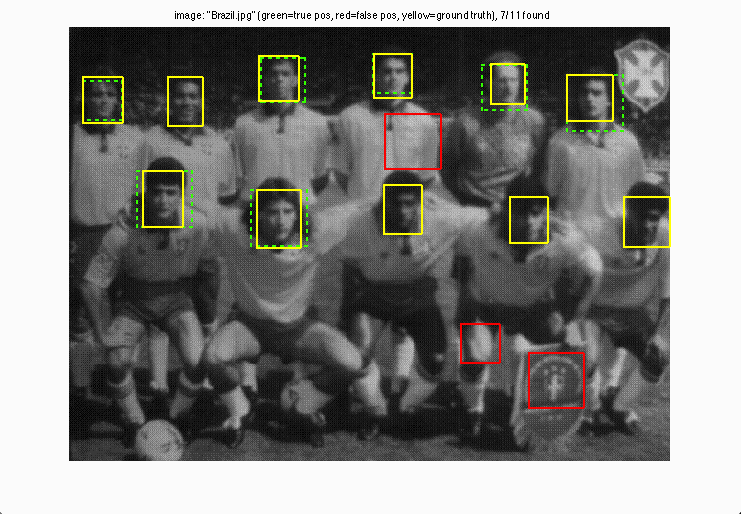 image: "Brazil.jpg" (green=true pos, red=false pos, yellow=ground truth), 7/11 found